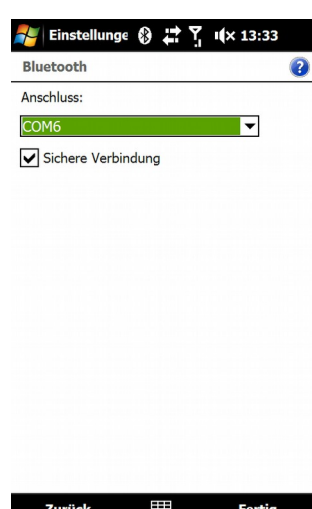 Einstellunge 13:33
Bluetooth ?
Anschluss:
COM6
Sichere Verbindung
Zurück Fertig